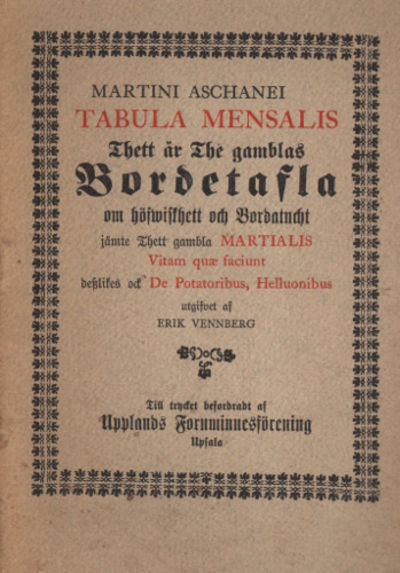 MARTINI ASCHANEI
TABULA MENSALIS
Thett är The gamblas
Bordetafla
om höfwiskhett och Bordatucht
jämte Thett gambla MARTIALIS
Vitam quæ faciunt
deßlikes ock De Potatoribus, Helluonibus
utgifvet af
ERIK VENNBERG
Till trycket befordradt af
Upplands Fornminnesförening
Upsala